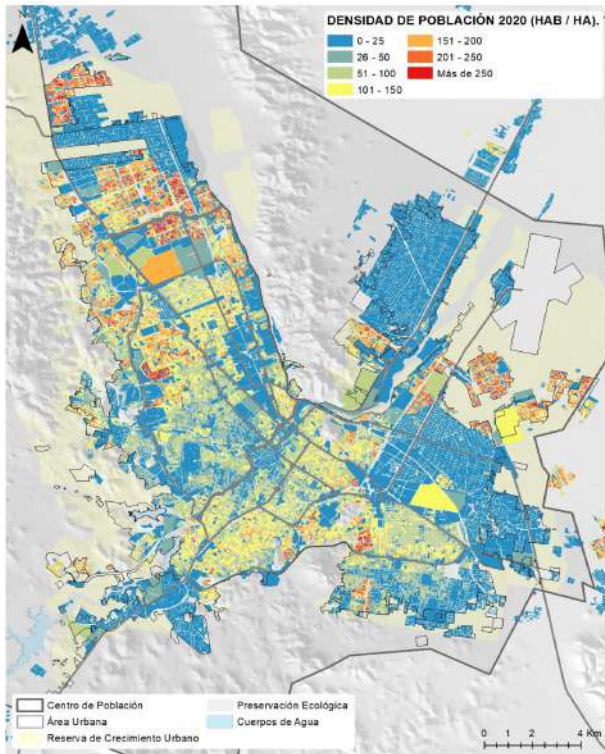 N
DENSIDAD DE POBLACIÓN 2020 (HAB / HA).
0 - 25
151 - 200
26 - 50
201 - 250
51 - 100
Más de 250
101 - 150
Centro de Población
Preservación Ecológica
Área Urbana
Cuerpos de Agua
Reserva de Crecimiento Urbano
0 1 2 4 Km